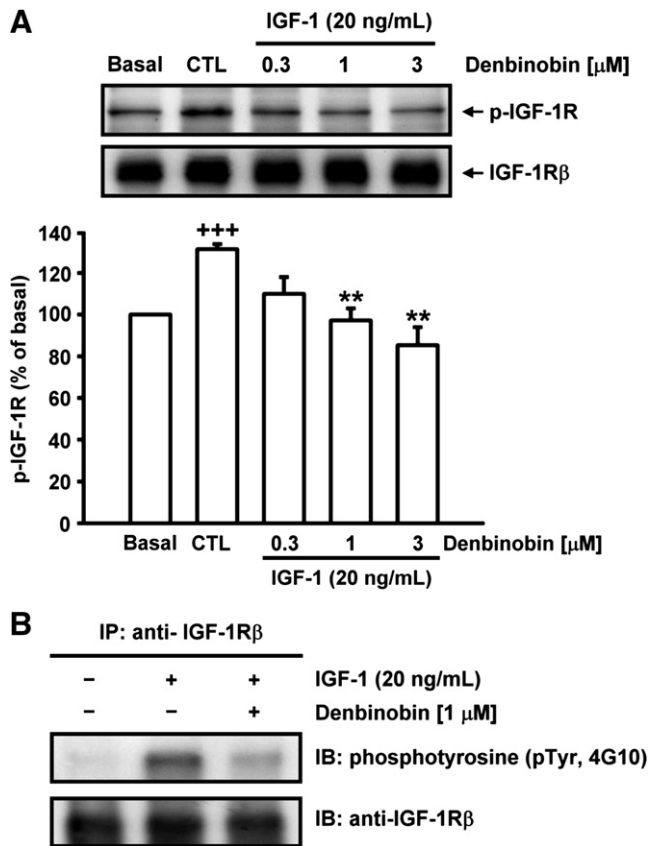 A
IGF-1 (20 ng/mL)
Basal CTL 0.3 1 3 Denbinobin [μM]
← p-IGF-1R
← IGF-1Rβ
p-IGF-1R (% of basal)
140
120
100
80
60
40
20
0
+++
**
**
Basal CTL 0.3 1 3 Denbinobin [μM]
IGF-1 (20 ng/mL)
B
IP: anti- IGF-1Rβ
– + + IGF-1 (20 ng/mL)
– – + Denbinobin [1 μM]
IB: phosphotyrosine (pTyr, 4G10)
IB: anti-IGF-1Rβ